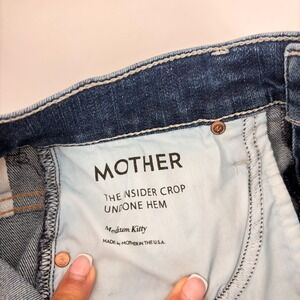 MOTHER
THE INSIDER CROP
UNDONE HEM
Medium Kitty
MADE by MOTHER IN THE U.S.A.